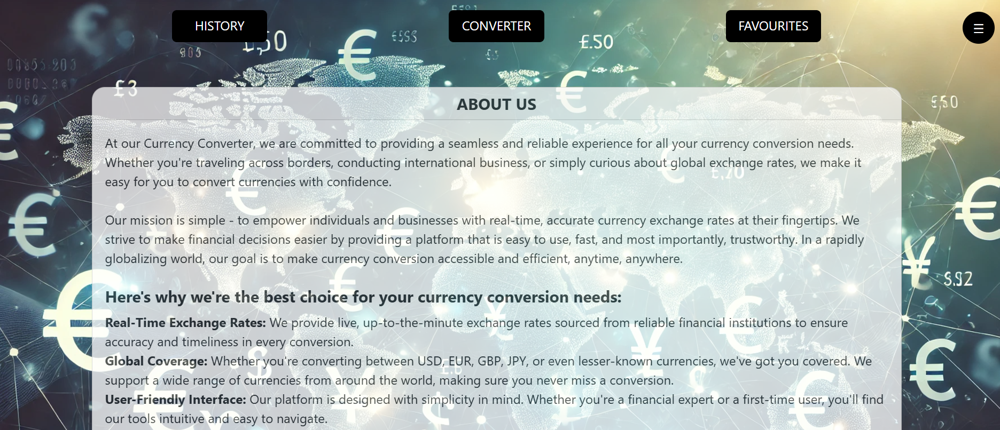 HISTORY
CONVERTER
FAVOURITES
£.50
£3
ABOUT US
At our Currency Converter, we are committed to providing a seamless and reliable experience for all your currency conversion needs.
Whether you're traveling across borders, conducting international business, or simply curious about global exchange rates, we make it
easy for you to convert currencies with confidence.
Our mission is simple - to empower individuals and businesses with real-time, accurate currency exchange rates at their fingertips. We
strive to make financial decisions easier by providing a platform that is easy to use, fast, and most importantly, trustworthy. In a rapidly
globalizing world, our goal is to make currency conversion accessible and efficient, anytime, anywhere.
Here's why we're the best choice for your currency conversion needs:
Real-Time Exchange Rates: We provide live, up-to-the-minute exchange rates sourced from reliable financial institutions to ensure
accuracy and timeliness in every conversion.
Global Coverage: Whether you're converting between USD, EUR, GBP, JPY, or even lesser-known currencies, we've got you covered. We
support a wide range of currencies from around the world, making sure you never miss a conversion.
User-Friendly Interface: Our platform is designed with simplicity in mind. Whether you're a financial expert or a first-time user, you'll find
our tools intuitive and easy to navigate.